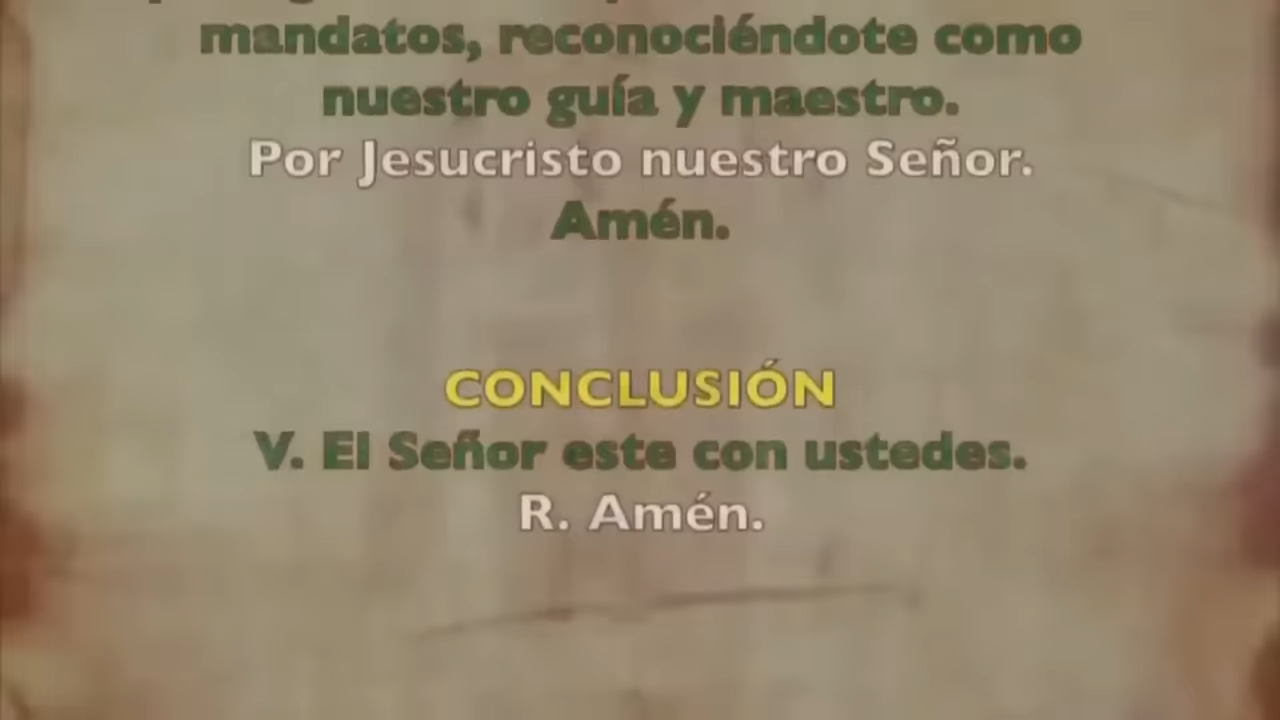 mandatos, reconociéndote como
nuestro guía y maestro.
Por Jesucristo nuestro Señor.
Amén.
CONCLUSIÓN
V. El Señor este con ustedes.
R. Amén.